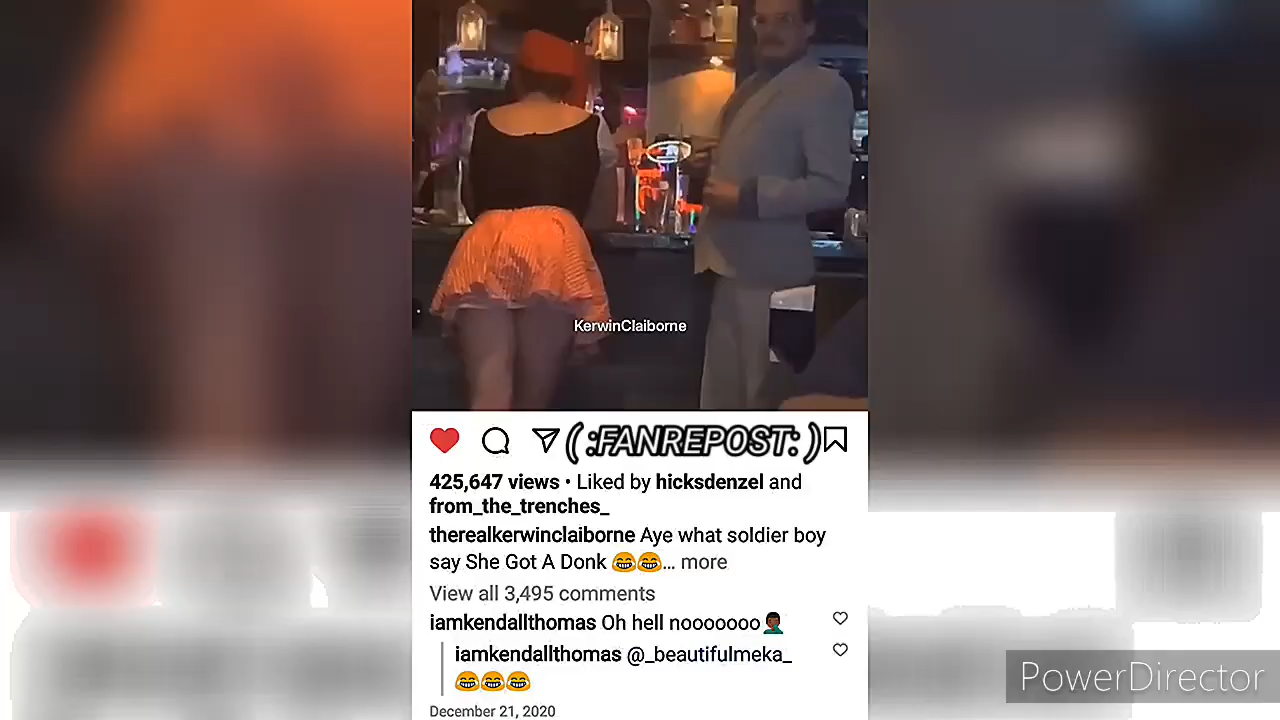 KerwinClaiborne
( :FANREPOST: )
425,647 views • Liked by hicksdenzel and
from_the_trenches_
therealkerwinclaiborne Aye what soldier boy
say She Got A Donk 😂😂... more
View all 3,495 comments
iamkendallthomas Oh hell nooooooo🤦🏿‍♂️
iamkendallthomas @_beautifulmeka_
😂😂😂
December 21, 2020
PowerDirector